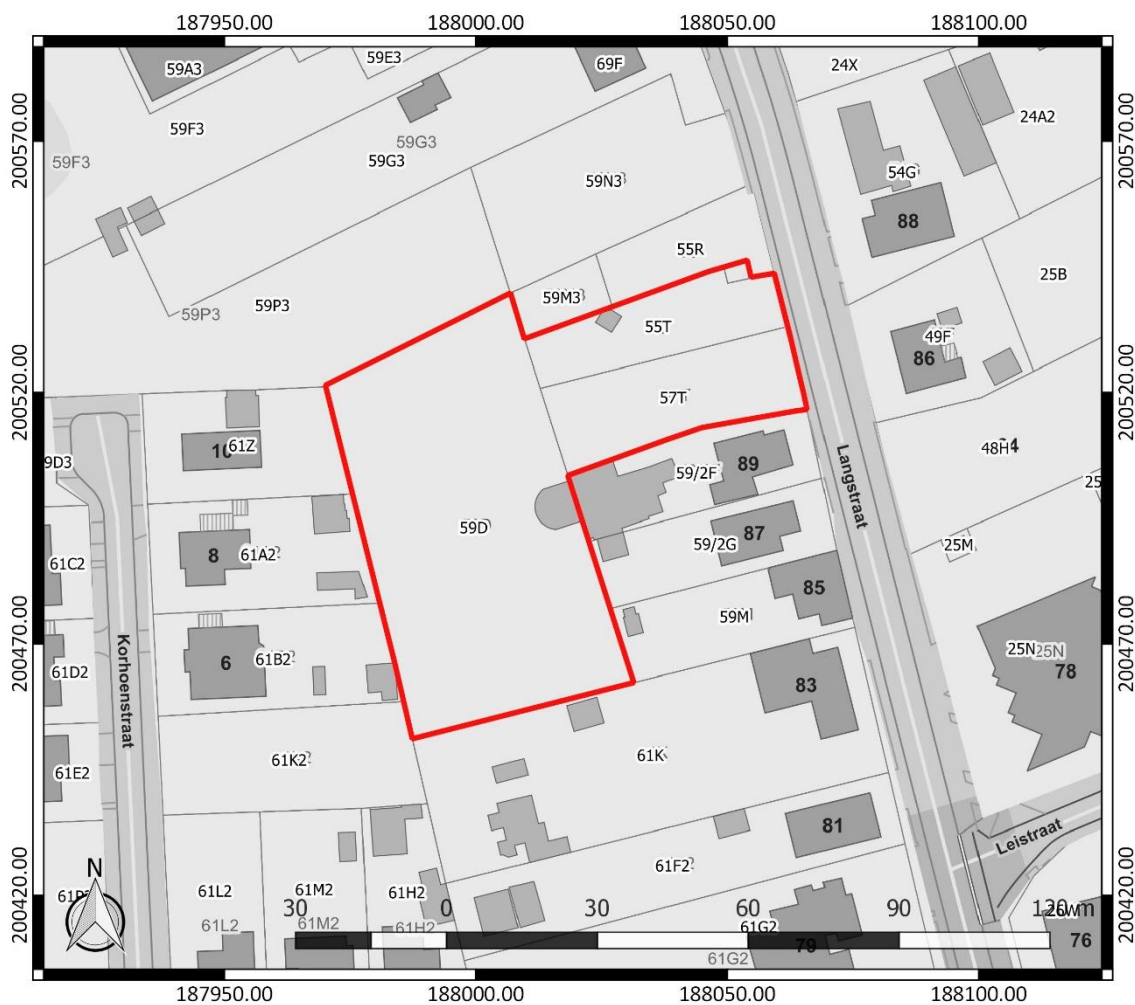 187950.00 188000.00 188050.00 188100.00
59A3
59E3
69F
24X
59F3
59G3
59G3
24A2
200570.00
200570.00
59F3
59N3
54G
88
55R
25B
59M3
59P3
59P3
55T
49F
86
200520.00
200520.00
57T
10
61Z
48H
9D3
59/2F
89
Langstraat
25
59D
8
61A2
59/2G
87
25M
61C2
85
59M
200470.00
200470.00
Korhoenstraat
6
61B2
25N
25N
78
61D2
83
61K2
61K
61E2
81
Leistraat
61F2
200420.00
200420.00
N
61L2
61M2
61H2
61L2
61M2
61H2
30 0 30 60 90 120 m
26W
61G2
79
76
61G2
187950.00 188000.00 188050.00 188100.00